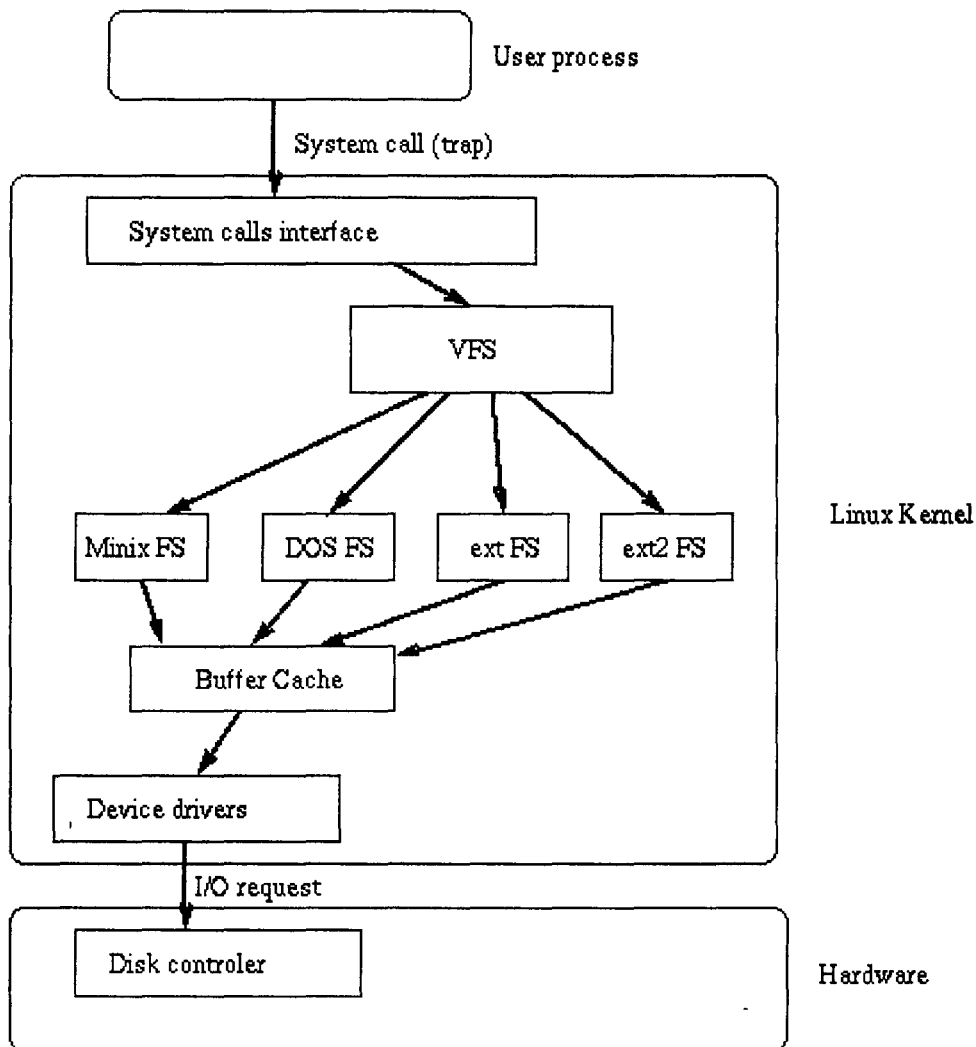 User process
System call (trap)
System calls interface
VFS
Minix FS
DOS FS
ext FS
ext2 FS
Linux Kernel
Buffer Cache
Device drivers
I/O request
Disk controler
Hardware